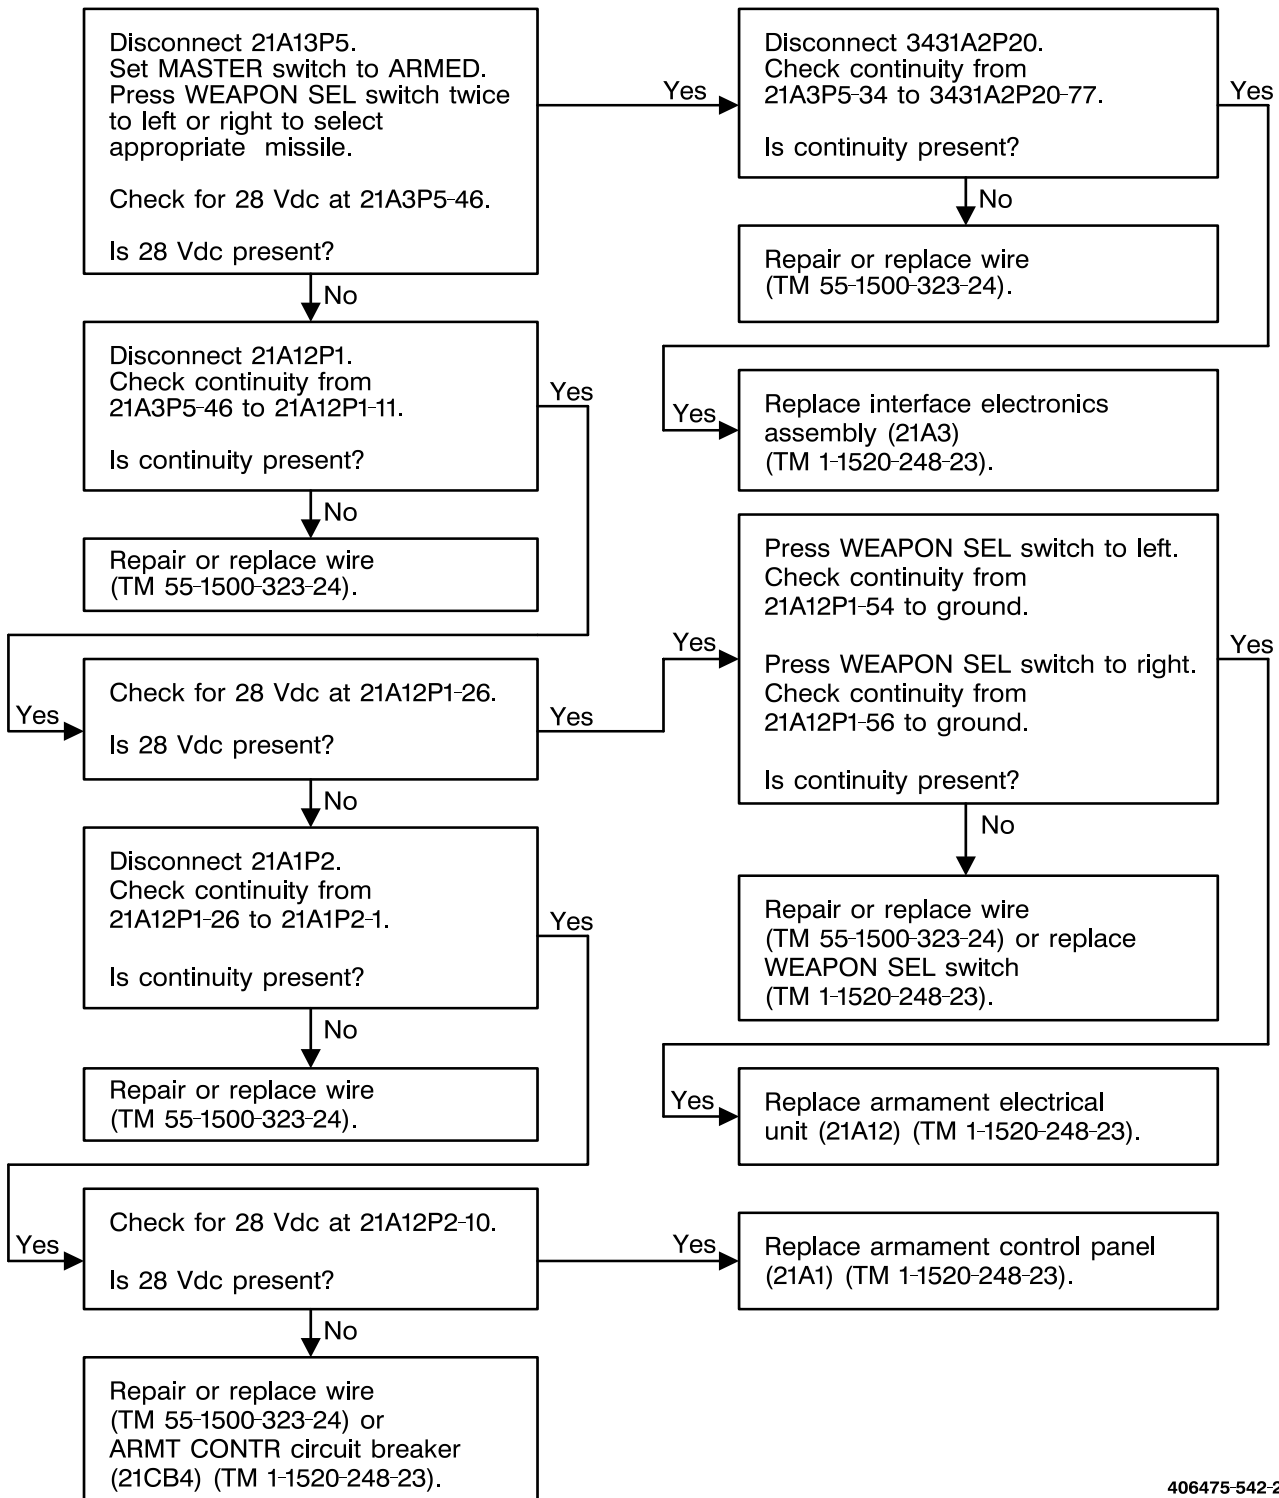 Disconnect 21A13P5.
Set MASTER switch to ARMED.
Press WEAPON SEL switch twice
to left or right to select
appropriate missile.
Check for 28 Vdc at 21A3P5-46.
Is 28 Vdc present?
Yes
Disconnect 3431A2P20.
Check continuity from
21A3P5-34 to 3431A2P20-77.
Is continuity present?
Yes
No
Repair or replace wire
(TM 55-1500-323-24).
No
Disconnect 21A12P1.
Check continuity from
21A3P5-46 to 21A12P1-11.
Is continuity present?
Yes
Yes
Replace interface electronics
assembly (21A3)
(TM 1-1520-248-23).
No
Repair or replace wire
(TM 55-1500-323-24).
Yes
Check for 28 Vdc at 21A12P1-26.
Is 28 Vdc present?
Yes
Yes
Press WEAPON SEL switch to left.
Check continuity from
21A12P1-54 to ground.
Press WEAPON SEL switch to right.
Check continuity from
21A12P1-56 to ground.
Is continuity present?
Yes
No
Repair or replace wire
(TM 55-1500-323-24) or replace
WEAPON SEL switch
(TM 1-1520-248-23).
No
Disconnect 21A1P2.
Check continuity from
21A12P1-26 to 21A1P2-1.
Is continuity present?
Yes
No
Repair or replace wire
(TM 55-1500-323-24).
Yes
Replace armament electrical
unit (21A12) (TM 1-1520-248-23).
Yes
Check for 28 Vdc at 21A12P2-10.
Is 28 Vdc present?
Yes
Replace armament control panel
(21A1) (TM 1-1520-248-23).
No
Repair or replace wire
(TM 55-1500-323-24) or
ARMT CONTR circuit breaker
(21CB4) (TM 1-1520-248-23).
406475-542-2